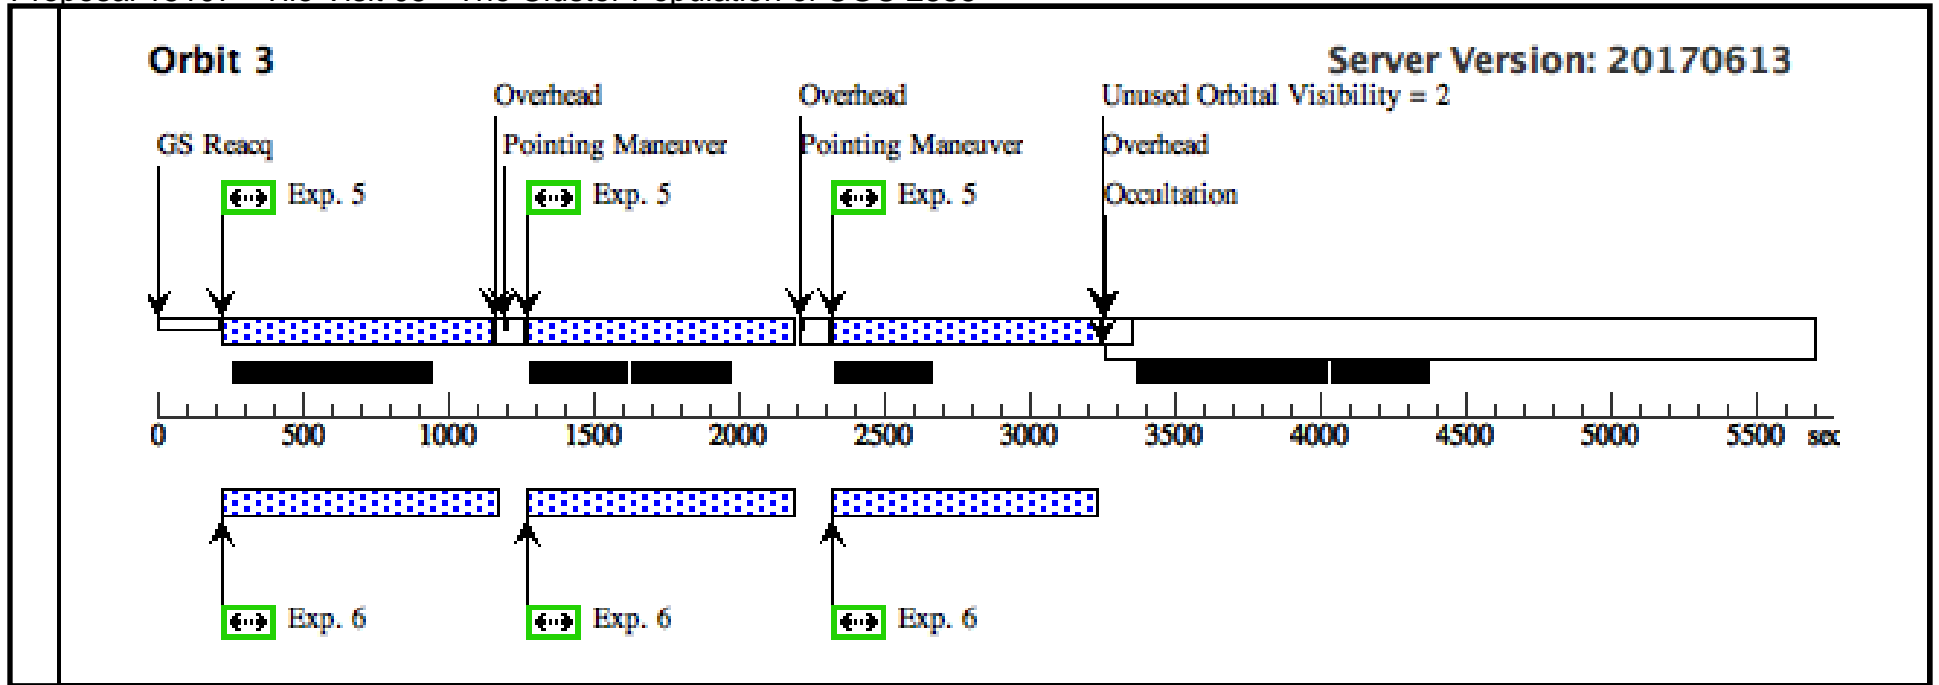 Orbit 3
Server Version: 20170613
Overhead Overhead Unused Orbital Visibility = 2
GS Reacq Pointing Maneuver Pointing Maneuver Overhead
Exp. 5 Exp. 5 Exp. 5 Occultation
0 500 1000 1500 2000 2500 3000 3500 4000 4500 5000 5500 sec
Exp. 6 Exp. 6 Exp. 6